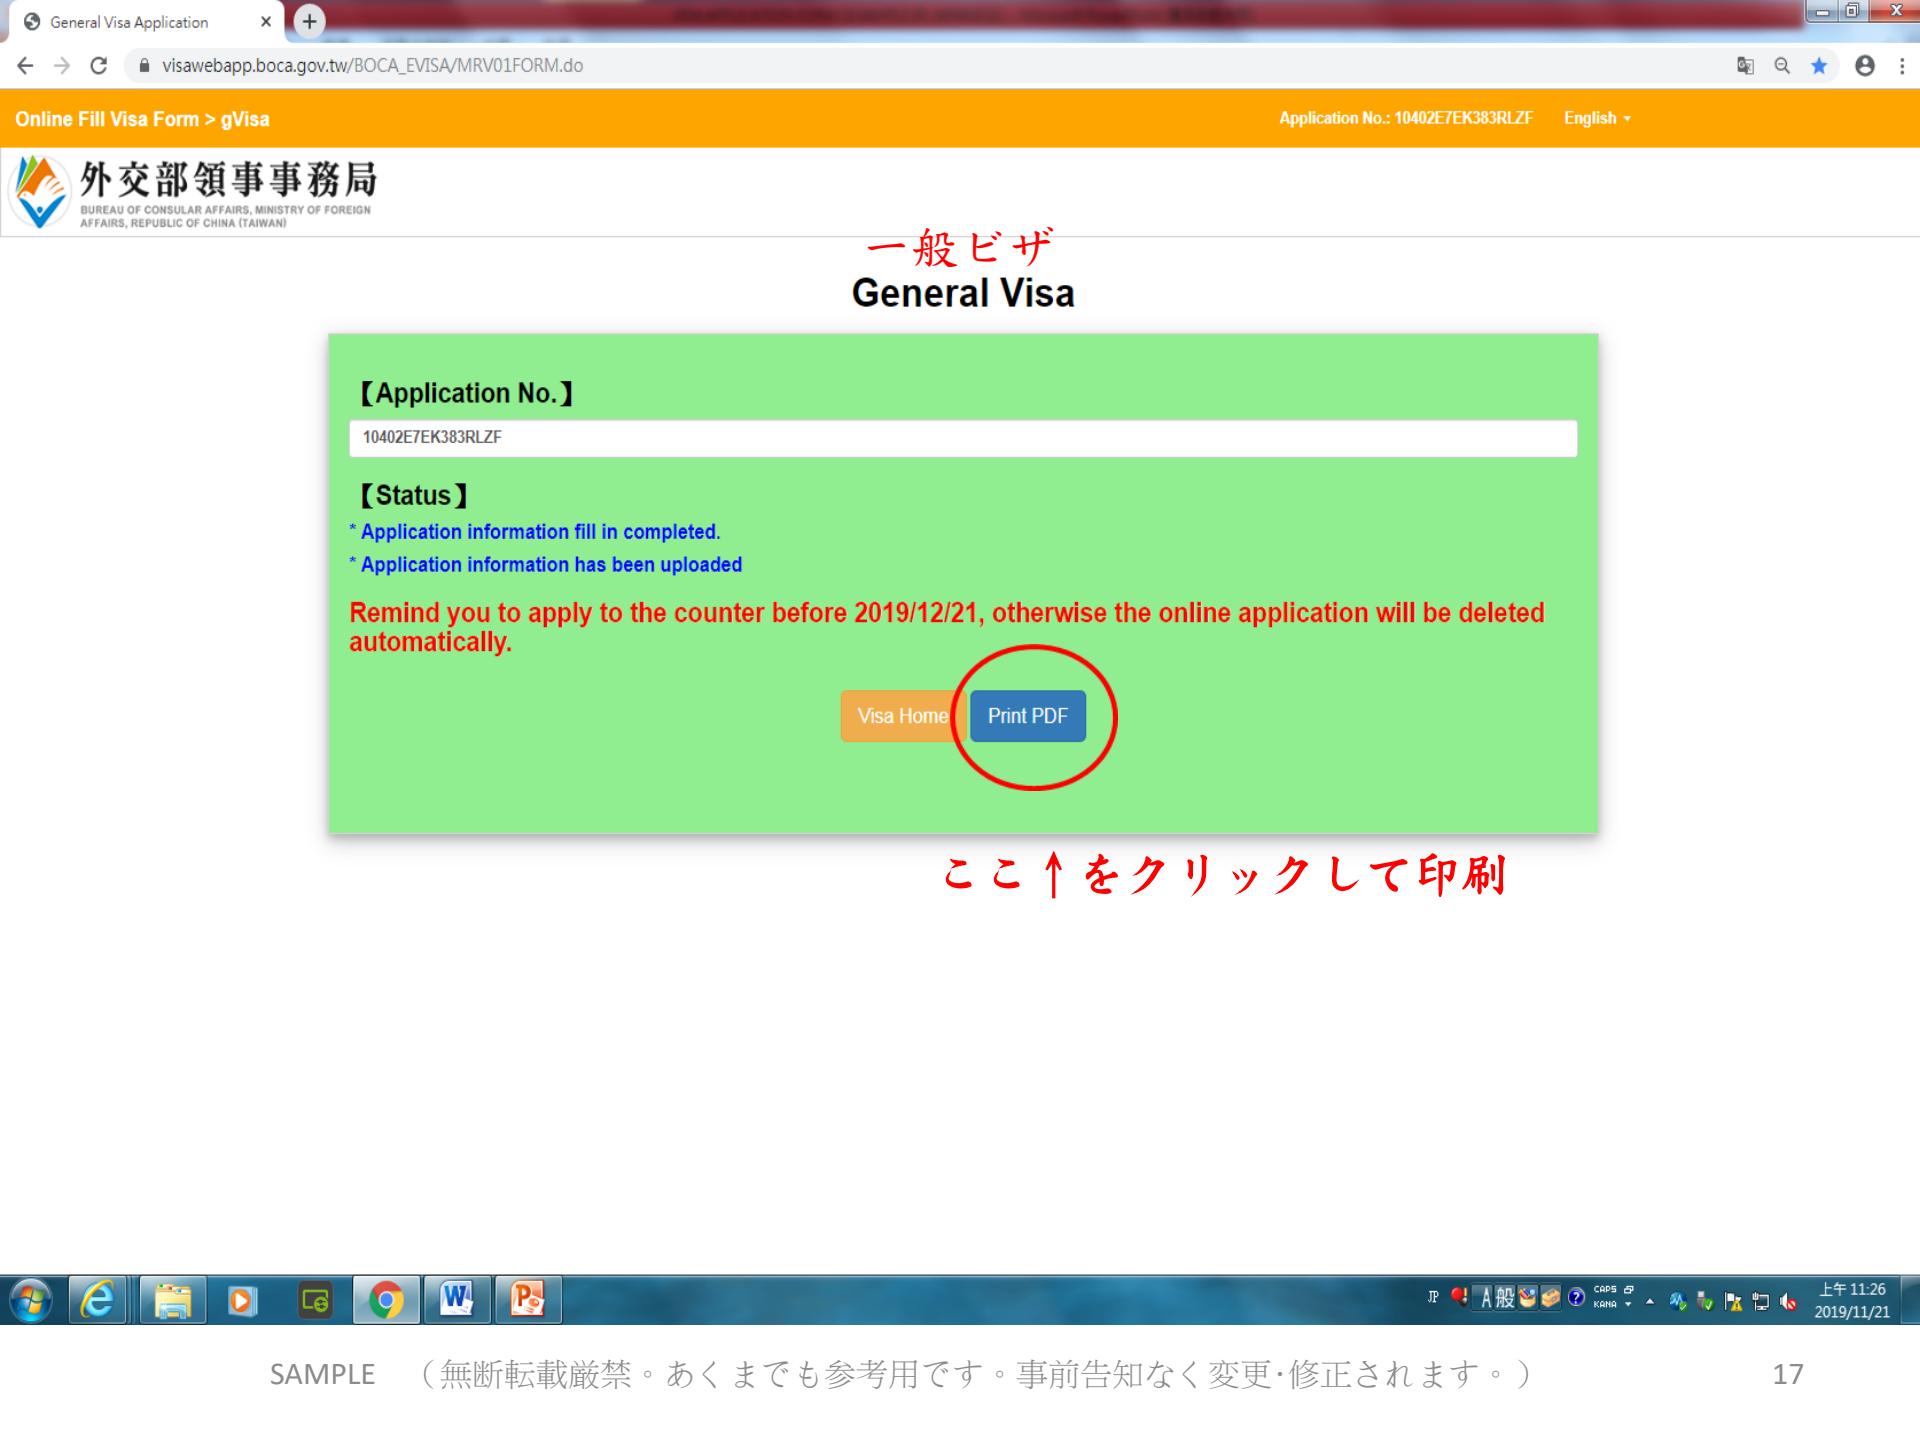 General Visa Application
visawebapp.boca.gov.tw/BOCA_EVISA/MRV01FORM.do
Online Fill Visa Form > gVisa
Application No.: 10402E7EK383RLZF English
外交部領事事務局
BUREAU OF CONSULAR AFFAIRS, MINISTRY OF FOREIGN
AFFAIRS, REPUBLIC OF CHINA (TAIWAN)
一般ビザ
General Visa
【Application No.】
10402E7EK383RLZF
【Status】
* Application information fill in completed.
* Application information has been uploaded
Remind you to apply to the counter before 2019/12/21, otherwise the online application will be deleted
automatically.
Visa Home Print PDF
ここ↑をクリックして印刷
JP A 般 CAPS KANA
上午 11:26
2019/11/21
SAMPLE （無断転載厳禁。あくまでも参考用です。事前告知なく変更･修正されます。） 17